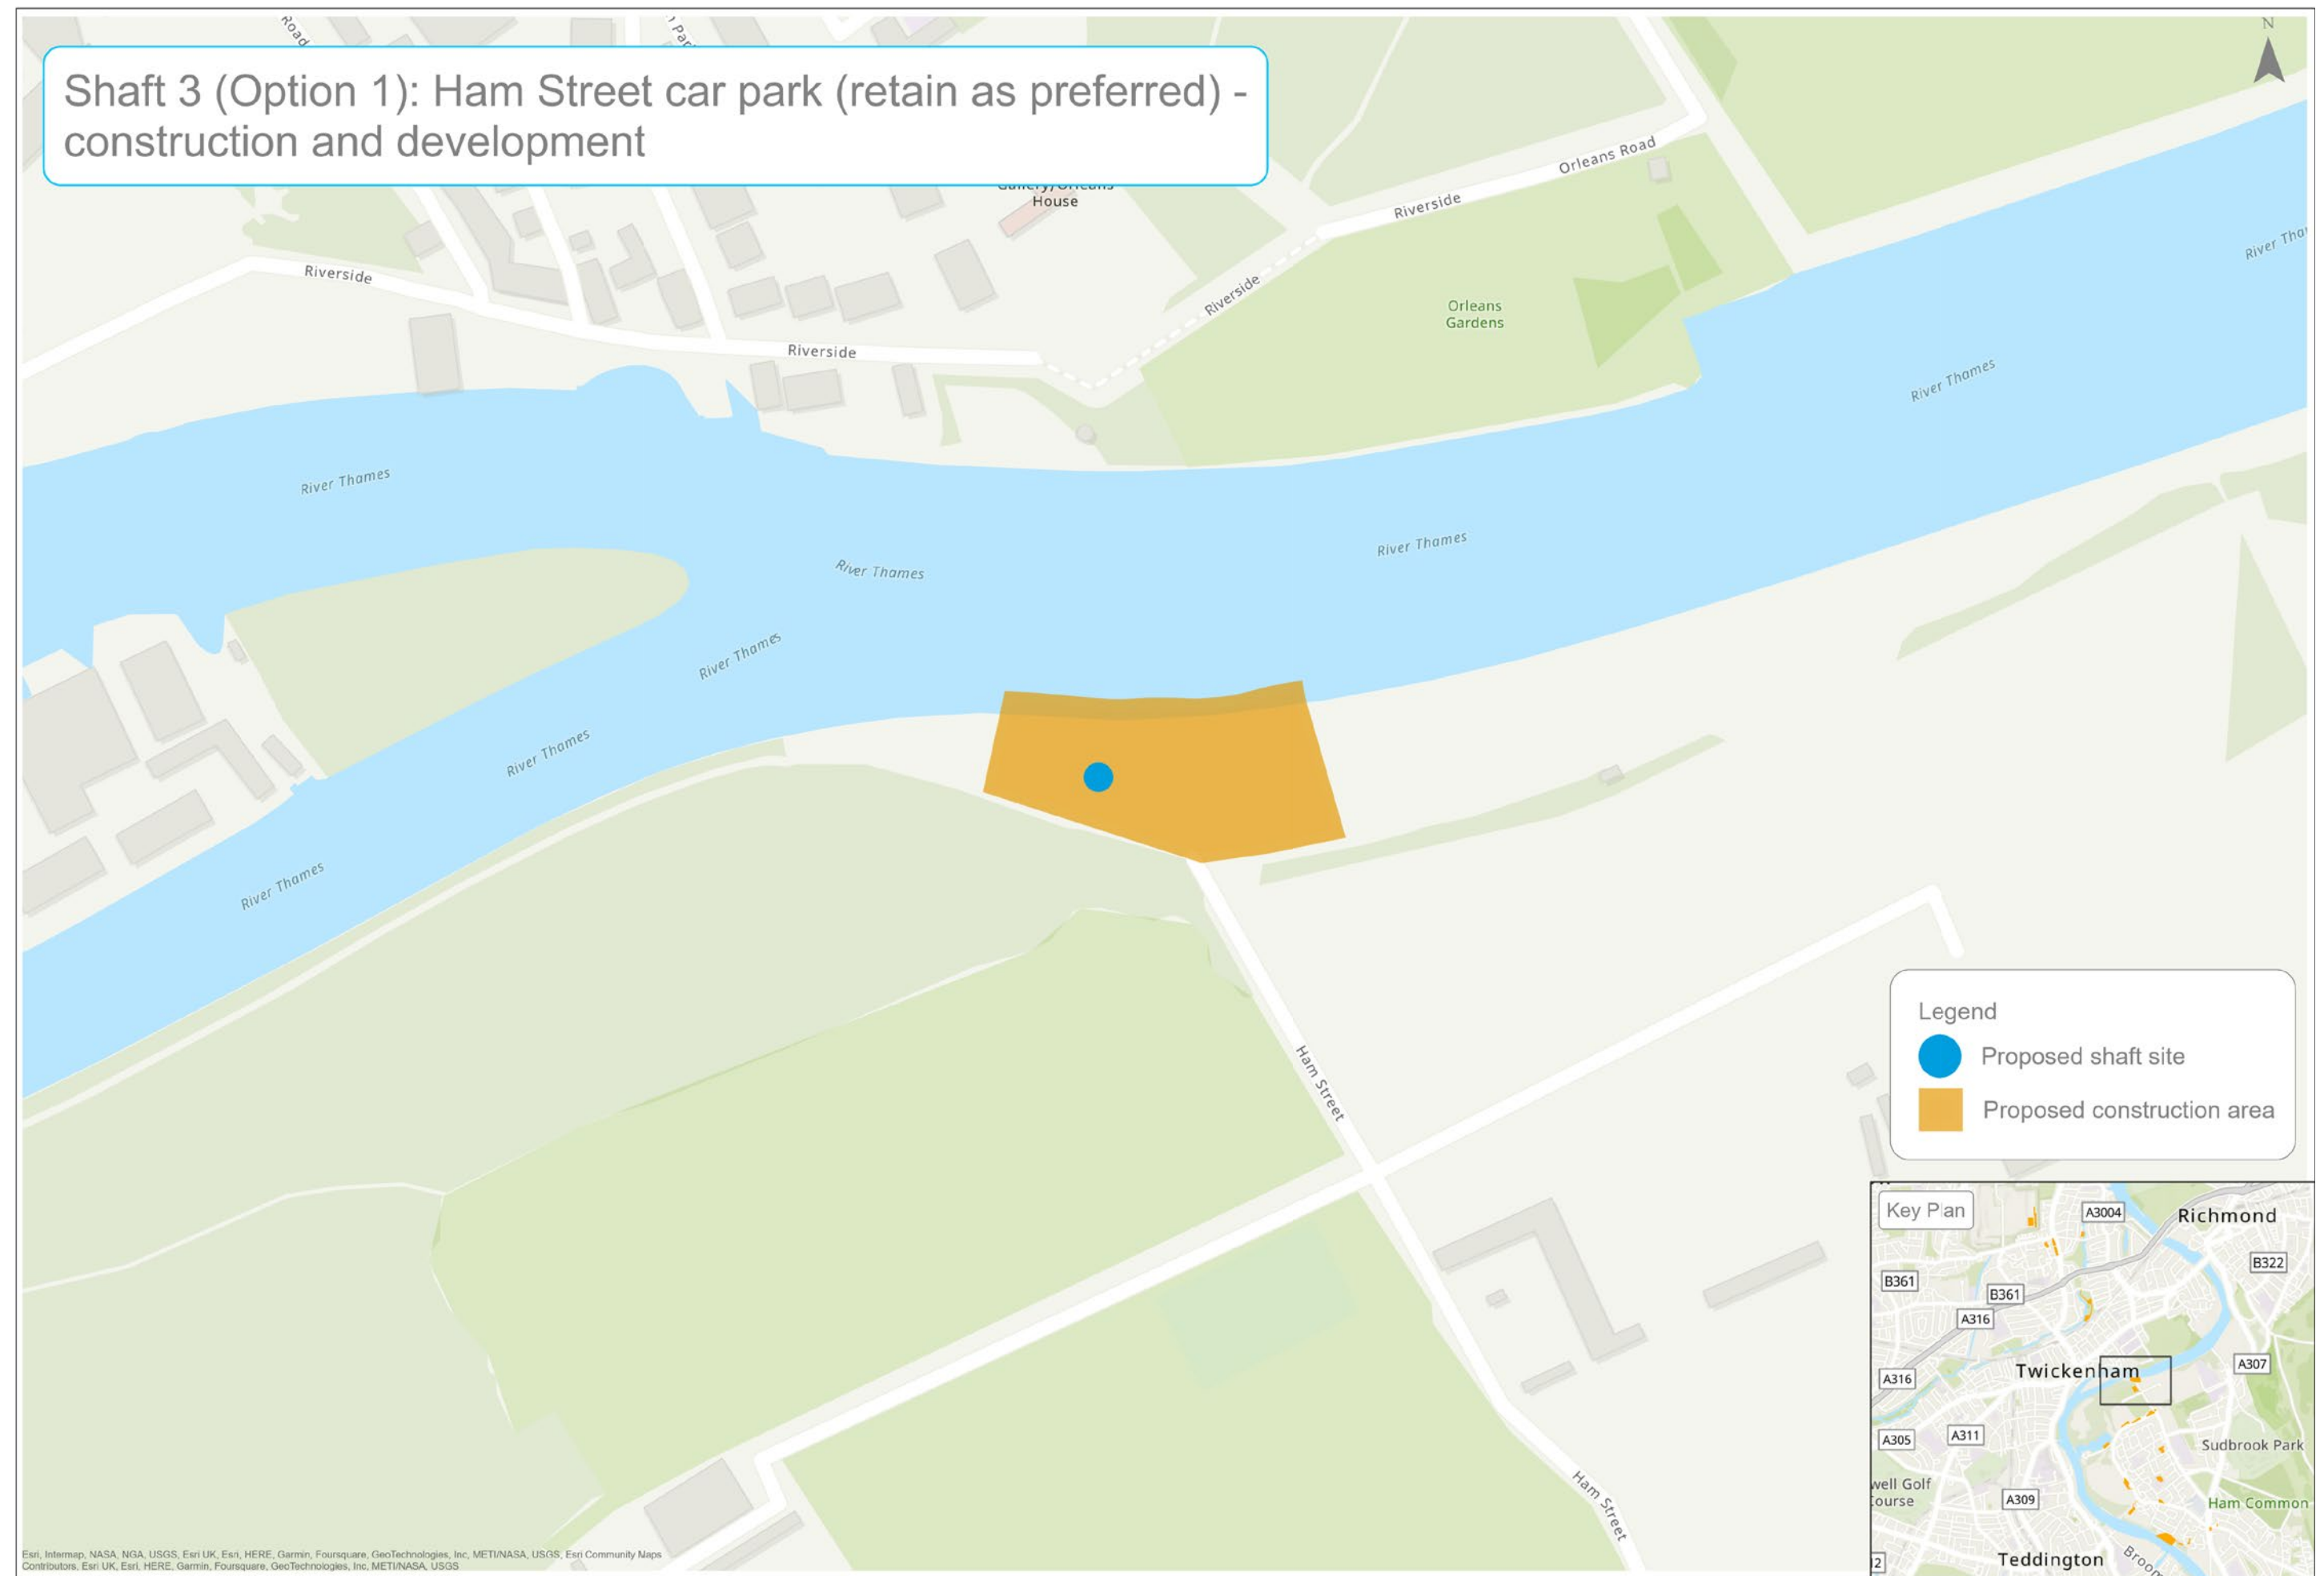 Road
N
Shaft 3 (Option 1): Ham Street car park (retain as preferred) -
construction and development
Orleans Road
House
Riverside
Riverside
Riverside
Riverside
Orleans
Gardens
River Thames
River Thames
River Thames
River Thames
River Thames
River Thames
River Thames
Ham Street
Ham Street
Legend
Proposed shaft site
Proposed construction area
Key Plan
A3004
Richmond
B322
B361
B361
A316
Twickenham
A307
A316
A305
A311
Sudbrook Park
well Golf
A309
Ham Common
Teddington
Esri, Intermap, NASA, NGA, USGS, Esri UK, Esri, HERE, Garmin, Foursquare, GeoTechnologies, Inc, METI/NASA, USGS, Esri Community Maps
Contributors, Esri UK, Esri, HERE, Garmin, Foursquare, GeoTechnologies, Inc, METI/NASA, USGS